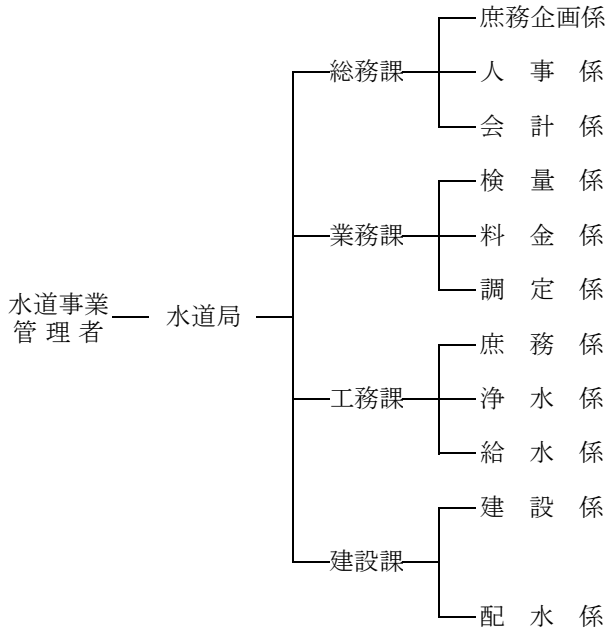 水道事業
管理者
水道局
総務課
庶務企画係
人事係
会計係
業務課
検量係
料金係
調定係
工務課
庶務係
浄水係
給水係
建設課
建設係
配水係